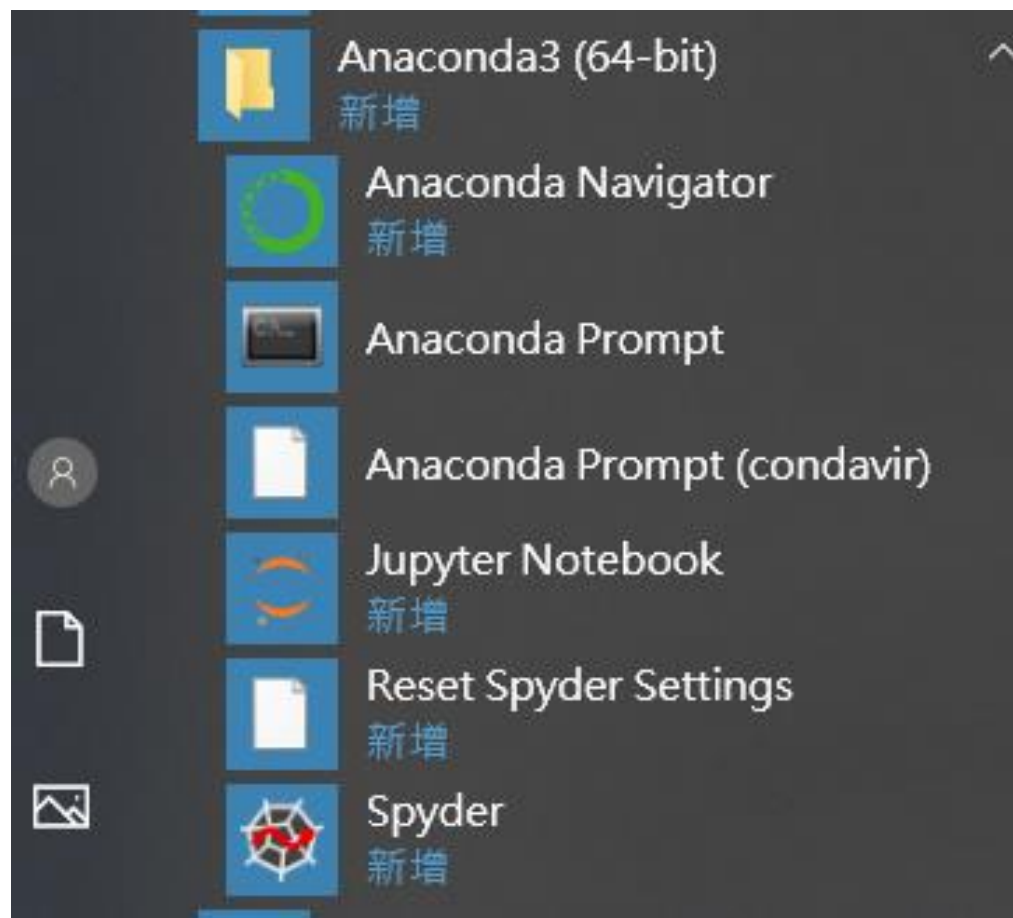 Anaconda3 (64-bit)
新增
Anaconda Navigator
新增
Anaconda Prompt
Anaconda Prompt (condavir)
Jupyter Notebook
新增
Reset Spyder Settings
新增
Spyder
新增